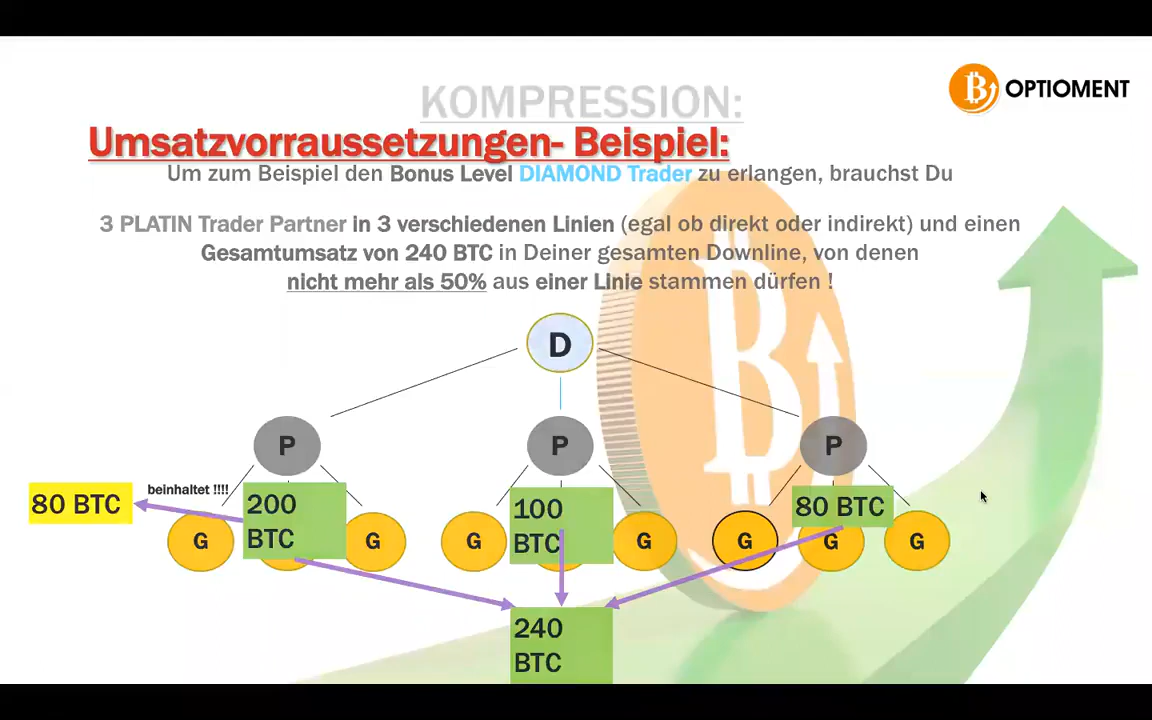 OPTIOMENT
KOMPRESSION:
Umsatzvorraussetzungen- Beispiel:
Um zum Beispiel den Bonus Level DIAMOND Trader zu erlangen, brauchst Du
3 PLATIN Trader Partner in 3 verschiedenen Linien (egal ob direkt oder indirekt) und einen
Gesamtumsatz von 240 BTC in Deiner gesamten Downline, von denen
nicht mehr als 50% aus einer Linie stammen dürfen !
D
P P P
80 BTC beinhaltet !!!!
200
BTC
100
BTC
80 BTC
G G G G G G G
240
BTC